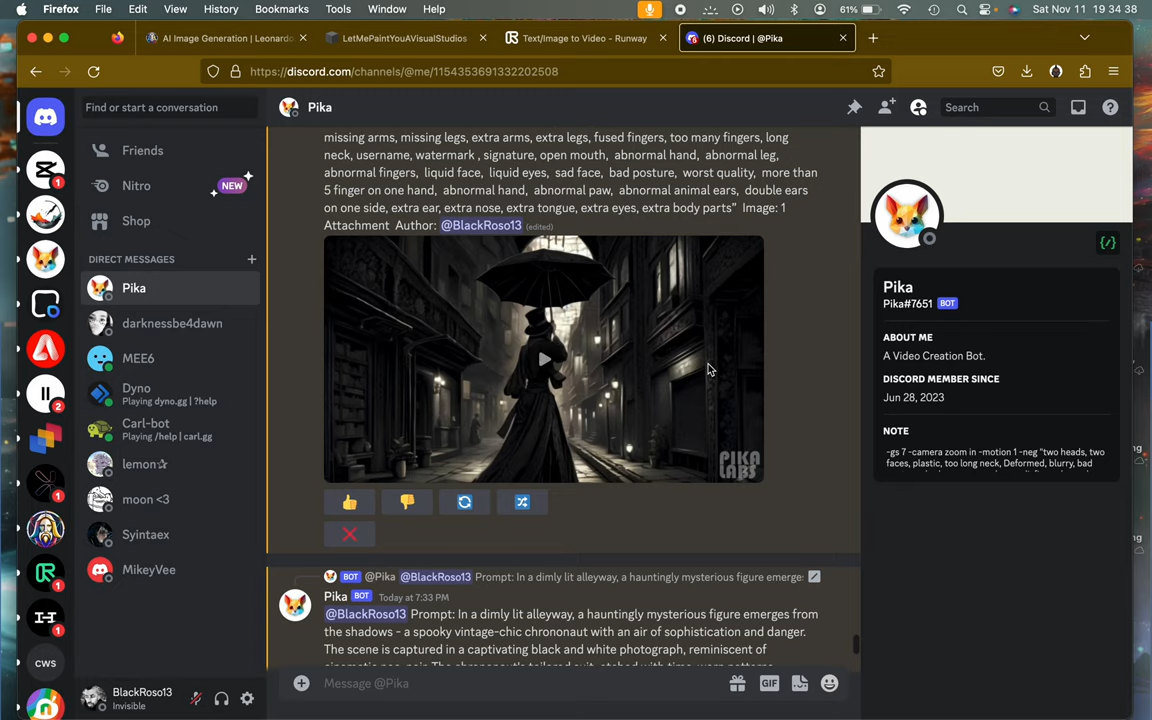 Firefox File Edit View History Bookmarks Tools Window Help 61% Sat Nov 11 19 34 38
AI Image Generation | Leonardo
LetMePaintYouAVisualStudios
Text/Image to Video - Runway
(6) Discord | @Pika
https://discord.com/channels/@me/1154353691332202508
Find or start a conversation
Pika
Search
Friends
Nitro
NEW
Shop
DIRECT MESSAGES
Pika
darknessbe4dawn
MEE6
Dyno
Playing dyno.gg | ?help
Carl-bot
Playing /help | carl.gg
lemon
moon <3
Syintaex
MikeyVee
CWS
BlackRoso13
Invisible
missing arms, missing legs, extra arms, extra legs, fused fingers, too many fingers, long
neck, username, watermark , signature, open mouth, abnormal hand, abnormal leg,
abnormal fingers, liquid face, liquid eyes, sad face, bad posture, worst quality, more than
5 finger on one hand, abnormal hand, abnormal paw, abnormal animal ears, double ears
on one side, extra ear, extra nose, extra tongue, extra eyes, extra body parts” Image: 1
Attachment Author: @BlackRoso13 (edited)
PIKA
LABS
BOT @Pika @BlackRoso13 Prompt: In a dimly lit alleyway, a hauntingly mysterious figure emerge
Pika BOT Today at 7:33 PM
@BlackRoso13 Prompt: In a dimly lit alleyway, a hauntingly mysterious figure emerges from
the shadows - a spooky vintage-chic chrononaut with an air of sophistication and danger.
The scene is captured in a captivating black and white photograph, reminiscent of
Message @Pika
GIF
Pika
Pika#7651 BOT
ABOUT ME
A Video Creation Bot.
DISCORD MEMBER SINCE
Jun 28, 2023
NOTE
-gs 7 -camera zoom in -motion 1 -neg "two heads, two
faces, plastic, too long neck, Deformed, blurry, bad